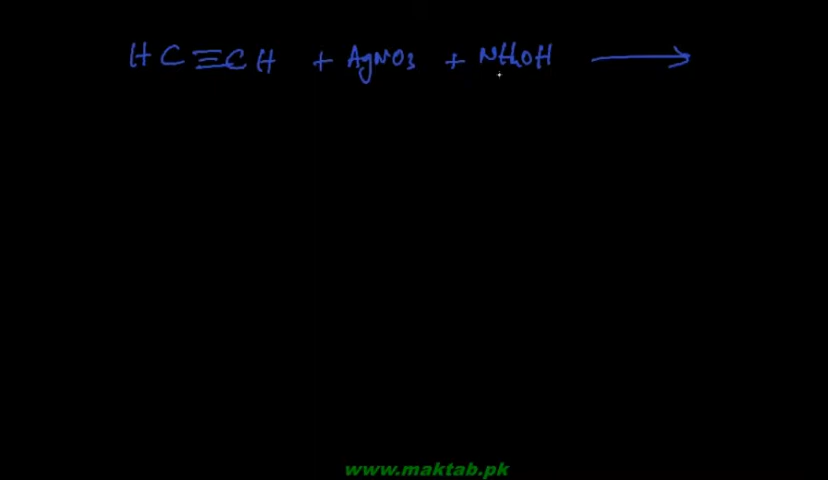 HC≡CH + AgNO3 + NH4OH ⟶
www.maktab.pk